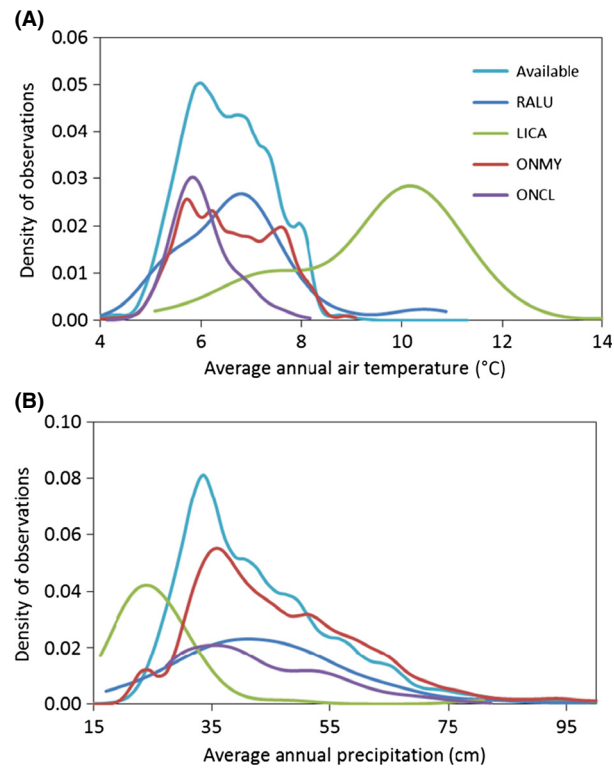 (A)
0.06
0.05
0.04
0.03
0.02
0.01
0.00
Density of observations
Available
RALU
LICA
ONMY
ONCL
4 6 8 10 12 14
Average annual air temperature (°C)
(B)
0.10
0.08
0.06
0.04
0.02
0.00
Density of observations
15 35 55 75 95
Average annual precipitation (cm)